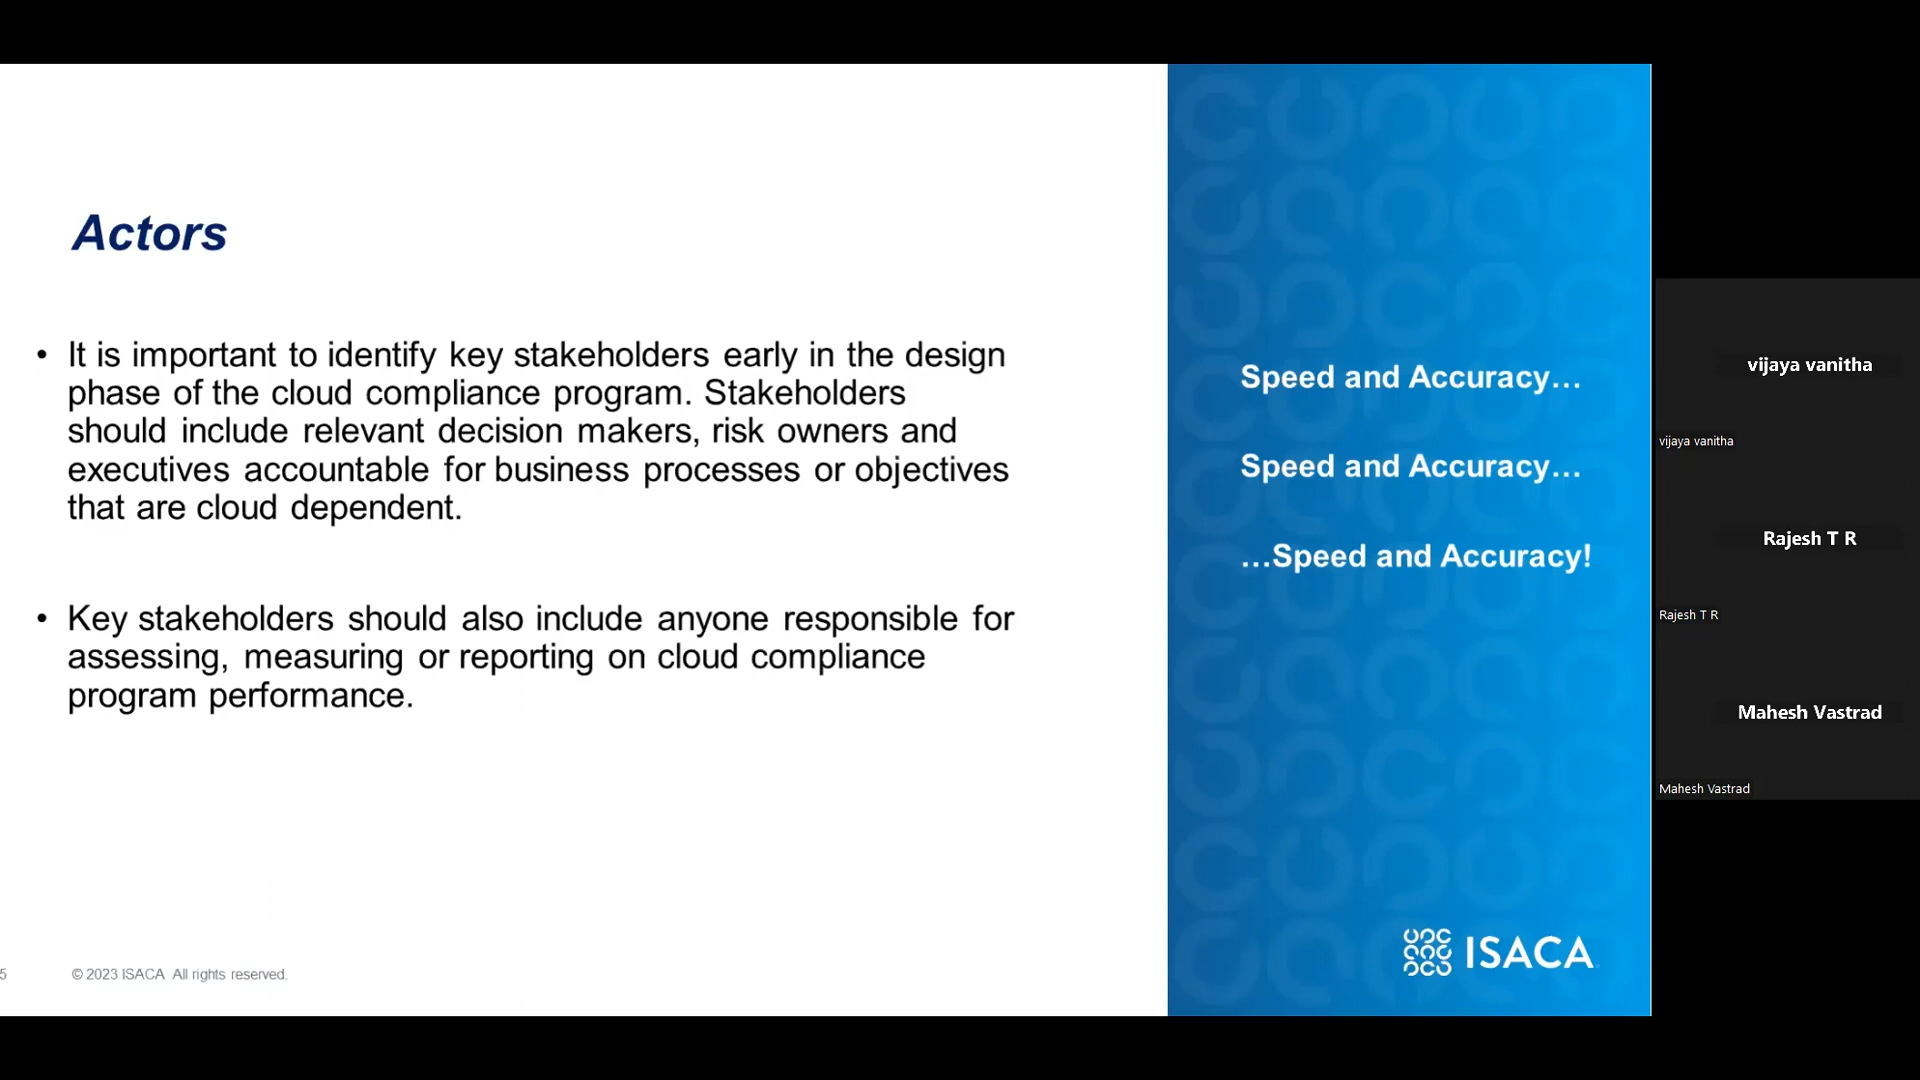 Actors
• It is important to identify key stakeholders early in the design
phase of the cloud compliance program. Stakeholders
should include relevant decision makers, risk owners and
executives accountable for business processes or objectives
that are cloud dependent.
• Key stakeholders should also include anyone responsible for
assessing, measuring or reporting on cloud compliance
program performance.
5
© 2023 ISACA All rights reserved.
Speed and Accuracy…
Speed and Accuracy…
…Speed and Accuracy!
ISACA
vijaya vanitha
vijaya vanitha
Rajesh T R
Rajesh T R
Mahesh Vastrad
Mahesh Vastrad